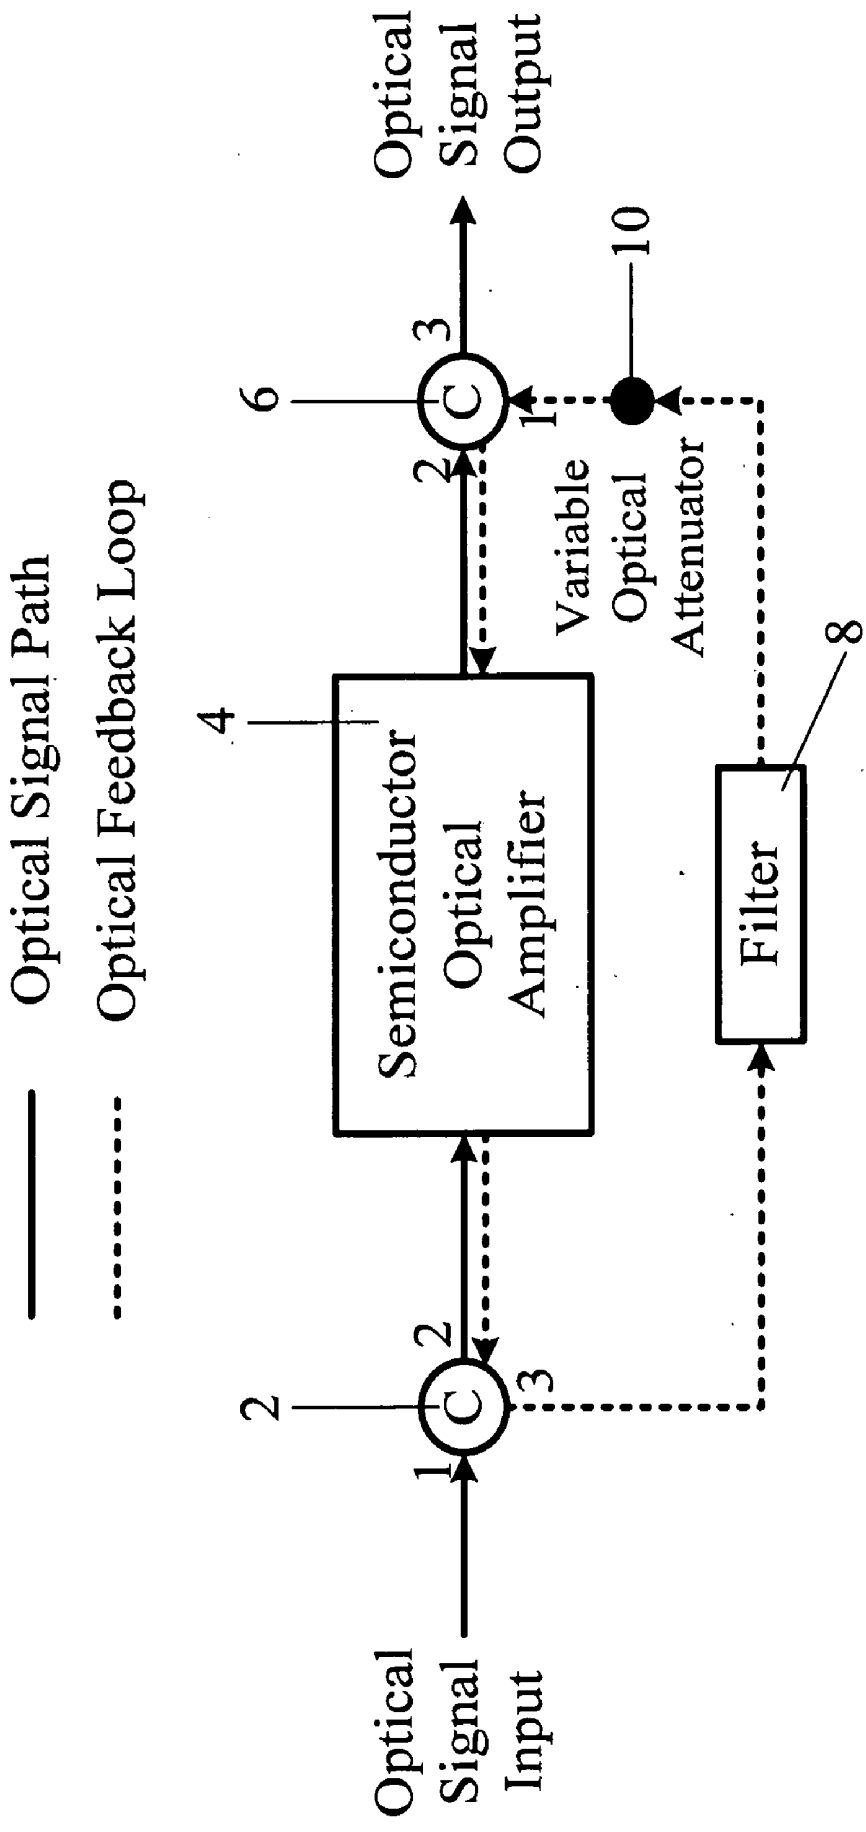 Optical Signal Path
Optical Feedback Loop
2
4
6
Optical
Signal
Input
1
C
2
3
Semiconductor
Optical
Amplifier
2
C
3
1
Optical
Signal
Output
Variable
Optical
Attenuator
10
Filter
8